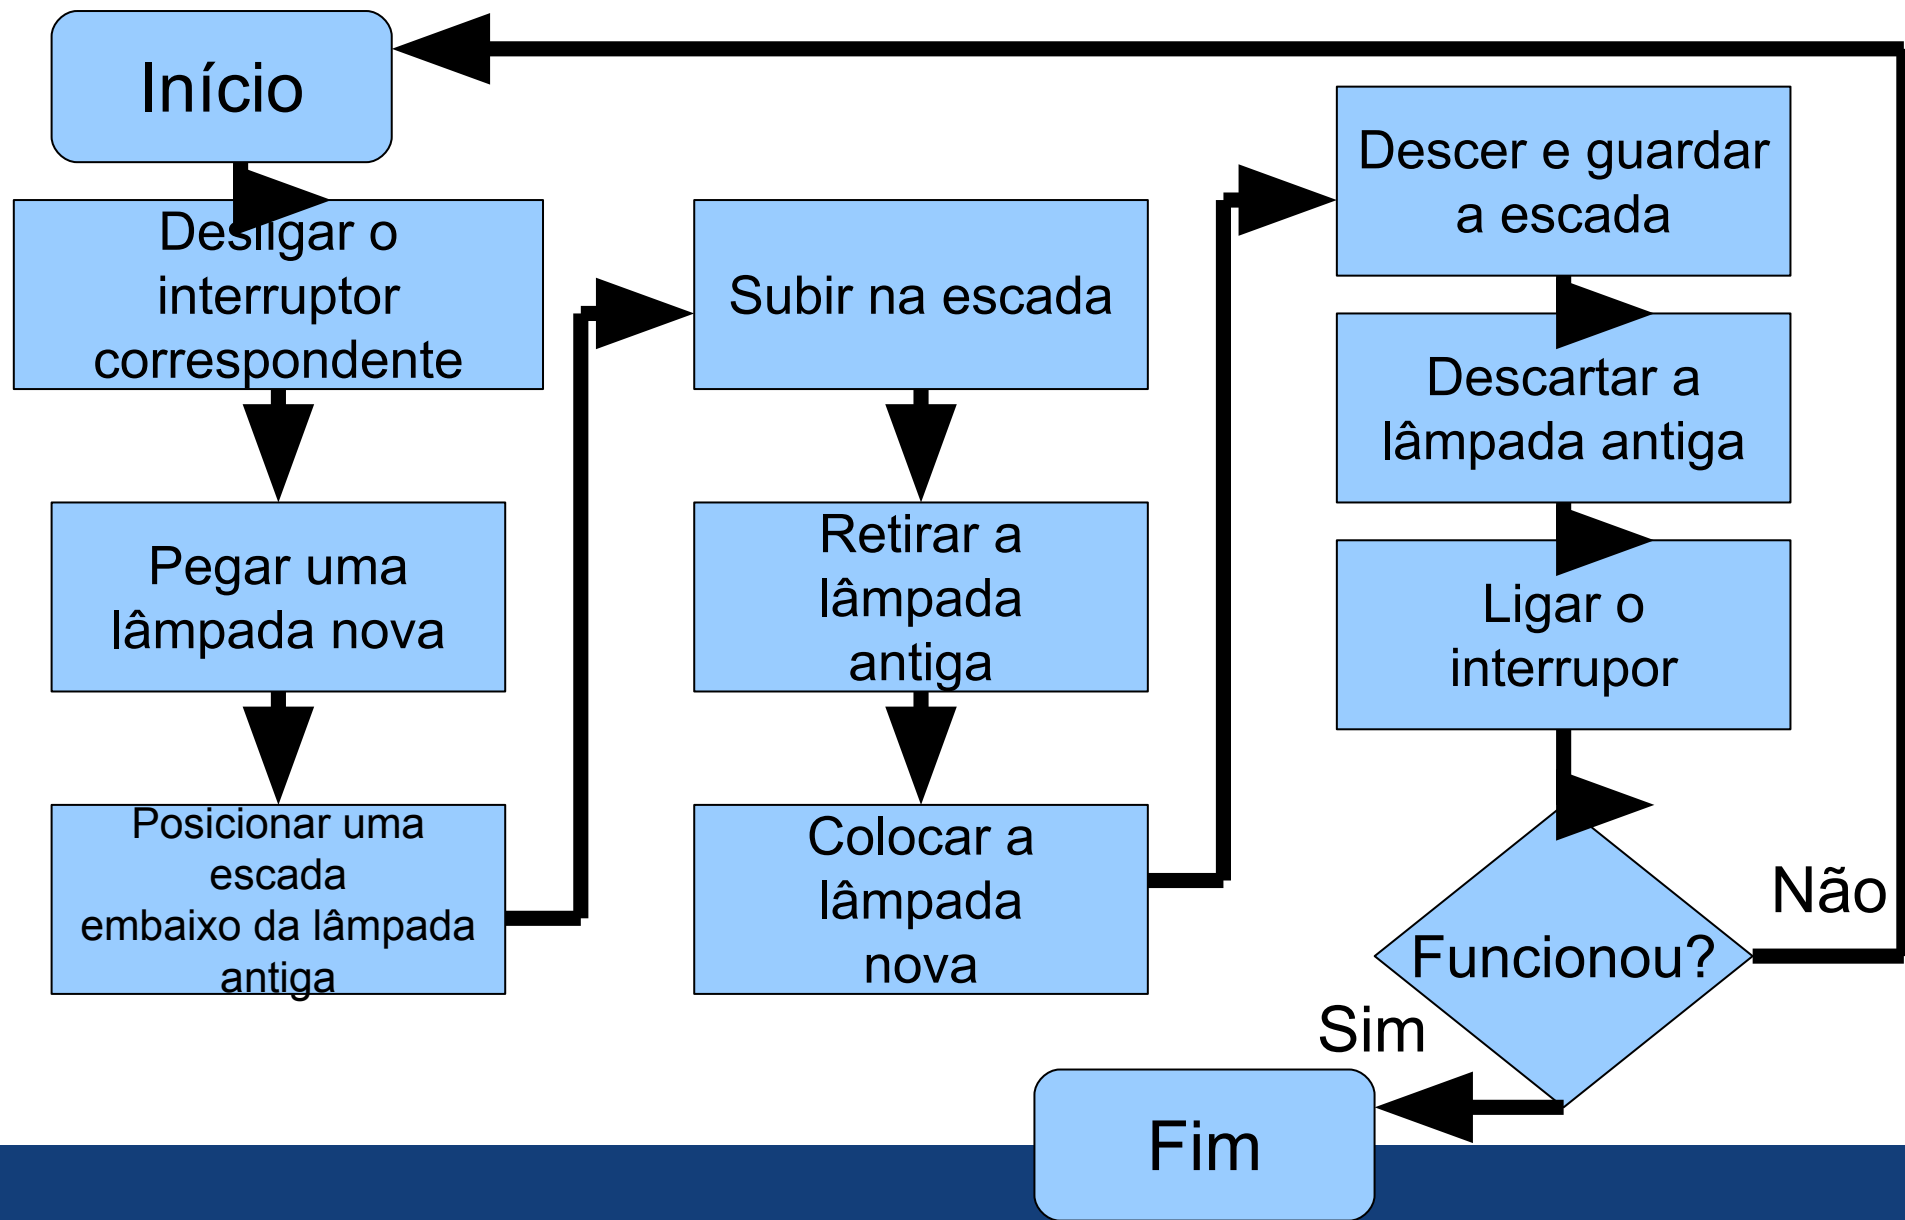 Início
Desligar o
interruptor
correspondente
Pegar uma
lâmpada nova
Posicionar uma
escada
embaixo da lâmpada
antiga
Subir na escada
Retirar a
lâmpada
antiga
Colocar a
lâmpada
nova
Descer e guardar
a escada
Descartar a
lâmpada antiga
Ligar o
interrupor
Funcionou?
Não
Sim
Fim